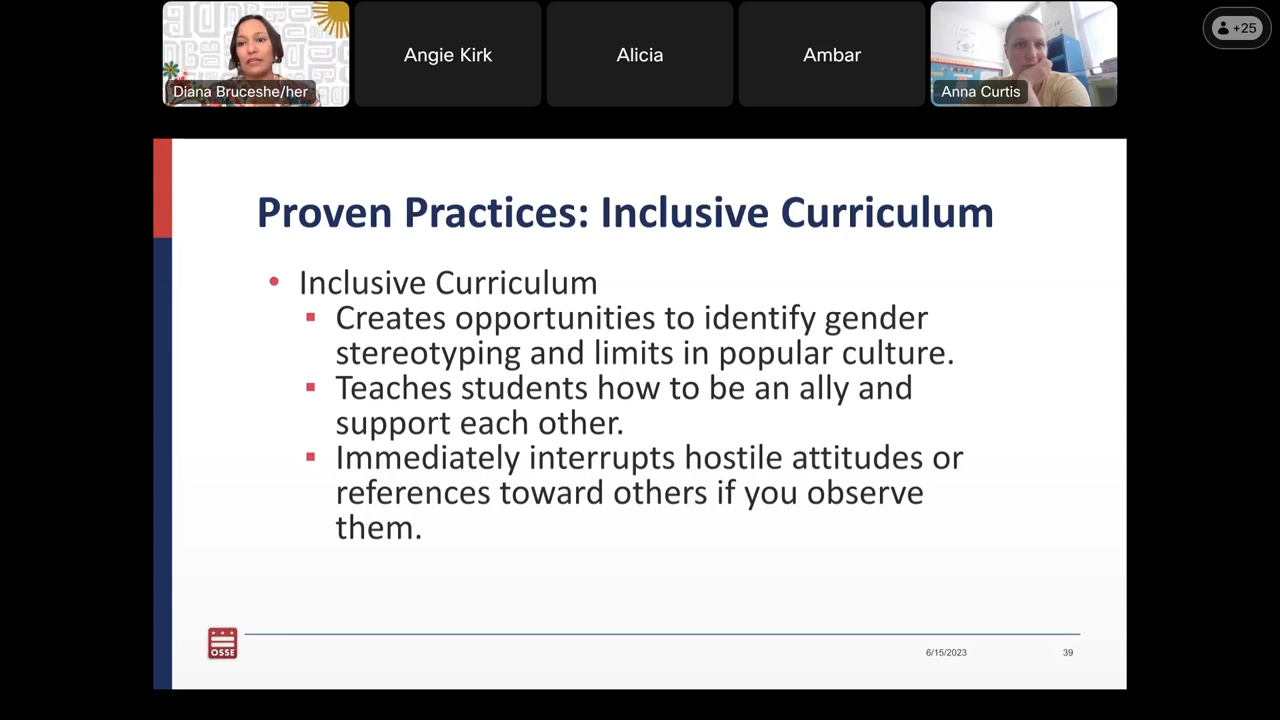 Diana Bruceshe/her
Angie Kirk
Alicia
Ambar
Anna Curtis
+25
Proven Practices: Inclusive Curriculum
• Inclusive Curriculum
▪ Creates opportunities to identify gender
stereotyping and limits in popular culture.
▪ Teaches students how to be an ally and
support each other.
▪ Immediately interrupts hostile attitudes or
references toward others if you observe
them.
OSSE
6/15/2023
39